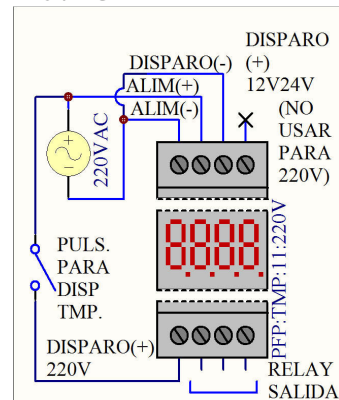 DISPARO
(+)
12V24V
(NO
USAR
PARA
220V)
DISPARO(-)
ALIM(+)
ALIM(-)
220VAC
PULS.
PARA
DISP
TMP.
8.8.8.8.
PFP:TMP:11:220V
DISPARO(+)
220V
RELAY
SALIDA